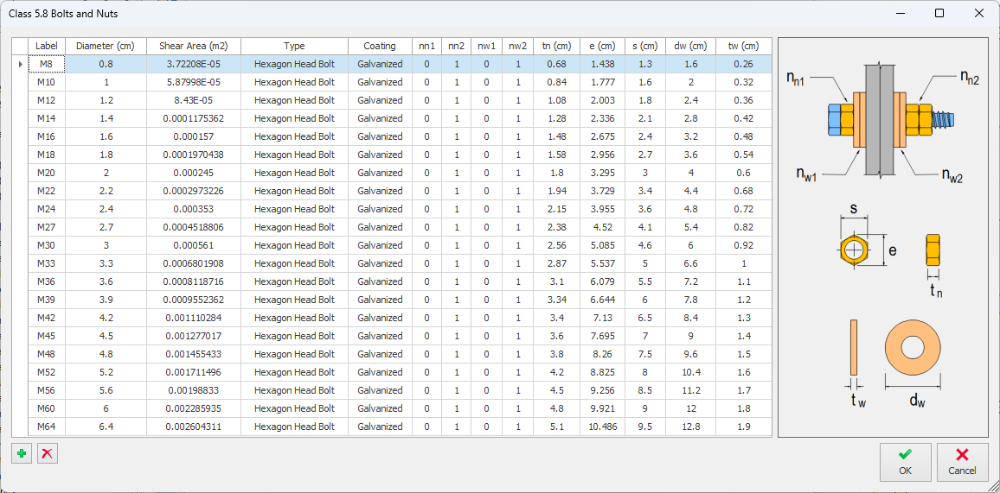 Class 5.8 Bolts and Nuts
Label Diameter (cm) Shear Area (m2) Type Coating nn1 nn2 nw1 nw2 tn (cm) e (cm) s (cm) dw (cm) tw (cm)
M8 0.8 3.72208E-05 Hexagon Head Bolt Galvanized 0 1 0 1 0.68 1.438 1.3 1.6 0.26
M10 1 5.87998E-05 Hexagon Head Bolt Galvanized 0 1 0 1 0.84 1.777 1.6 2 0.32
M12 1.2 8.43E-05 Hexagon Head Bolt Galvanized 0 1 0 1 1.08 2.003 1.8 2.4 0.36
M14 1.4 0.0001175362 Hexagon Head Bolt Galvanized 0 1 0 1 1.28 2.336 2.1 2.8 0.42
M16 1.6 0.000157 Hexagon Head Bolt Galvanized 0 1 0 1 1.48 2.675 2.4 3.2 0.48
M18 1.8 0.0001970438 Hexagon Head Bolt Galvanized 0 1 0 1 1.58 2.956 2.7 3.6 0.54
M20 2 0.000245 Hexagon Head Bolt Galvanized 0 1 0 1 1.8 3.295 3 4 0.6
M22 2.2 0.0002973226 Hexagon Head Bolt Galvanized 0 1 0 1 1.94 3.729 3.4 4.4 0.68
M24 2.4 0.000353 Hexagon Head Bolt Galvanized 0 1 0 1 2.15 3.955 3.6 4.8 0.72
M27 2.7 0.0004518806 Hexagon Head Bolt Galvanized 0 1 0 1 2.38 4.52 4.1 5.4 0.82
M30 3 0.000561 Hexagon Head Bolt Galvanized 0 1 0 1 2.56 5.085 4.6 6 0.92
M33 3.3 0.0006801908 Hexagon Head Bolt Galvanized 0 1 0 1 2.87 5.537 5 6.6 1
M36 3.6 0.0008118716 Hexagon Head Bolt Galvanized 0 1 0 1 3.1 6.079 5.5 7.2 1.1
M39 3.9 0.0009552362 Hexagon Head Bolt Galvanized 0 1 0 1 3.34 6.644 6 7.8 1.2
M42 4.2 0.001110284 Hexagon Head Bolt Galvanized 0 1 0 1 3.4 7.13 6.5 8.4 1.3
M45 4.5 0.001277017 Hexagon Head Bolt Galvanized 0 1 0 1 3.6 7.695 7 9 1.4
M48 4.8 0.001455433 Hexagon Head Bolt Galvanized 0 1 0 1 3.8 8.26 7.5 9.6 1.5
M52 5.2 0.001711496 Hexagon Head Bolt Galvanized 0 1 0 1 4.2 8.825 8 10.4 1.6
M56 5.6 0.00198833 Hexagon Head Bolt Galvanized 0 1 0 1 4.5 9.256 8.5 11.2 1.7
M60 6 0.002285935 Hexagon Head Bolt Galvanized 0 1 0 1 4.8 9.921 9 12 1.8
M64 6.4 0.002604311 Hexagon Head Bolt Galvanized 0 1 0 1 5.1 10.486 9.5 12.8 1.9
nn1 nn2
nw1 nw2
s
e
tn
tw dw
OK Cancel